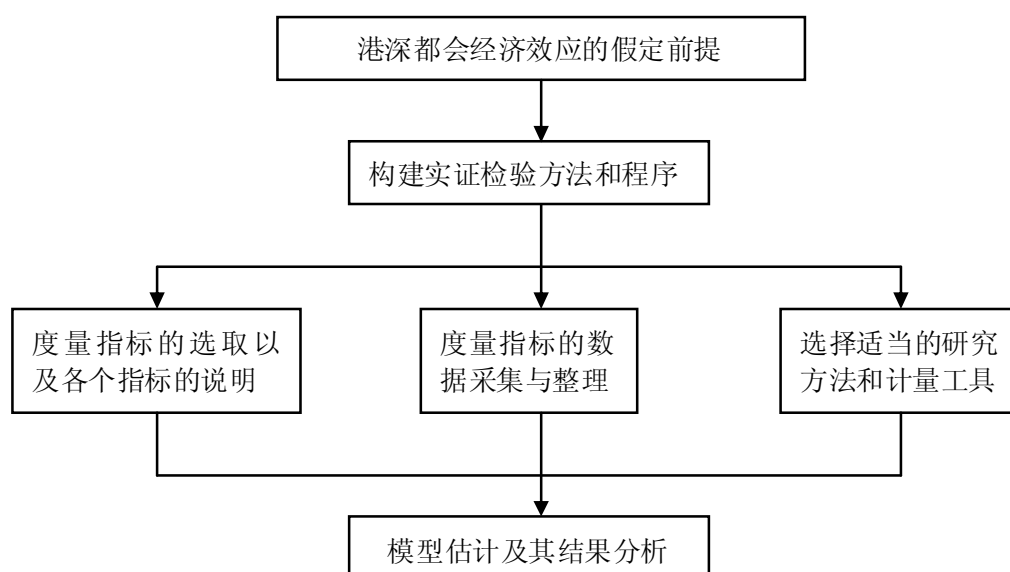 港深都会经济效应的假定前提
构建实证检验方法和程序
度量指标的选取以
及各个指标的说明
度量指标的数
据采集与整理
选择适当的研究
方法和计量工具
模型估计及其结果分析